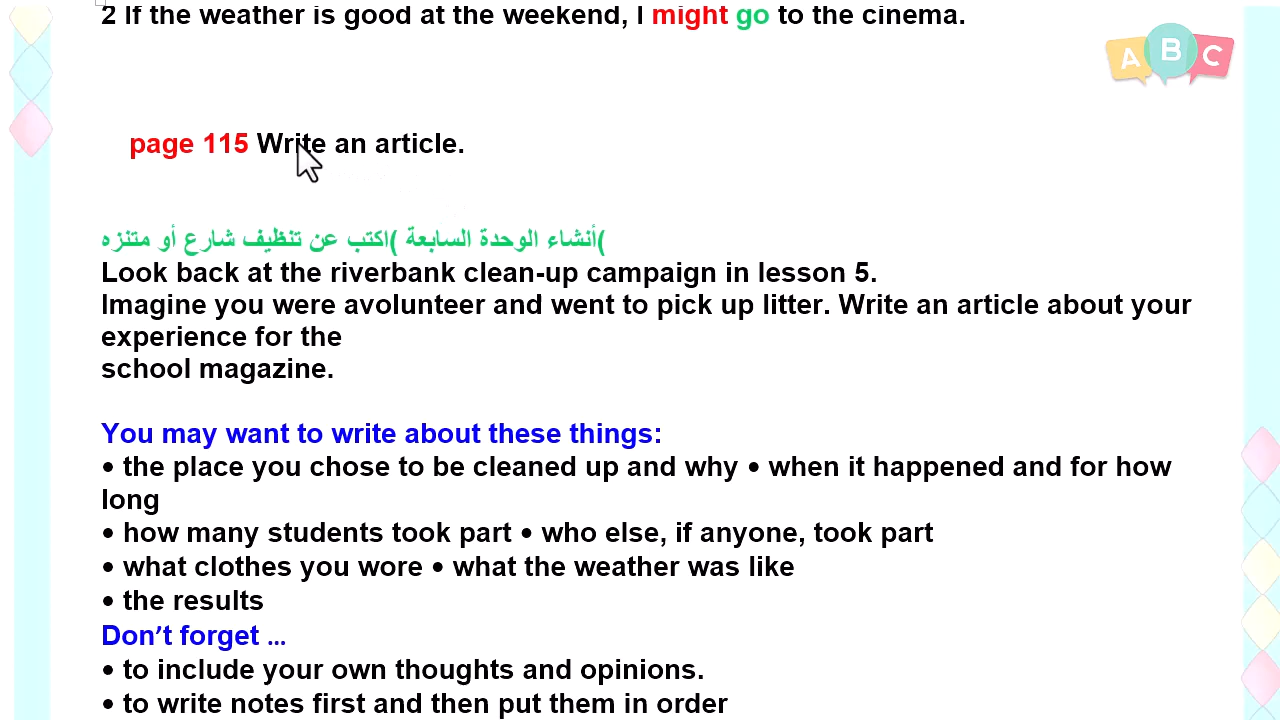 2 If the weather is good at the weekend, I might go to the cinema.
A B C
page 115 Write an article.
(أنشاء الوحدة السابعة )اكتب عن تنظيف شارع أو متنزه
Look back at the riverbank clean-up campaign in lesson 5.
Imagine you were avolunteer and went to pick up litter. Write an article about your
experience for the
school magazine.
You may want to write about these things:
• the place you chose to be cleaned up and why • when it happened and for how
long
• how many students took part • who else, if anyone, took part
• what clothes you wore • what the weather was like
• the results
Don’t forget ...
• to include your own thoughts and opinions.
• to write notes first and then put them in order